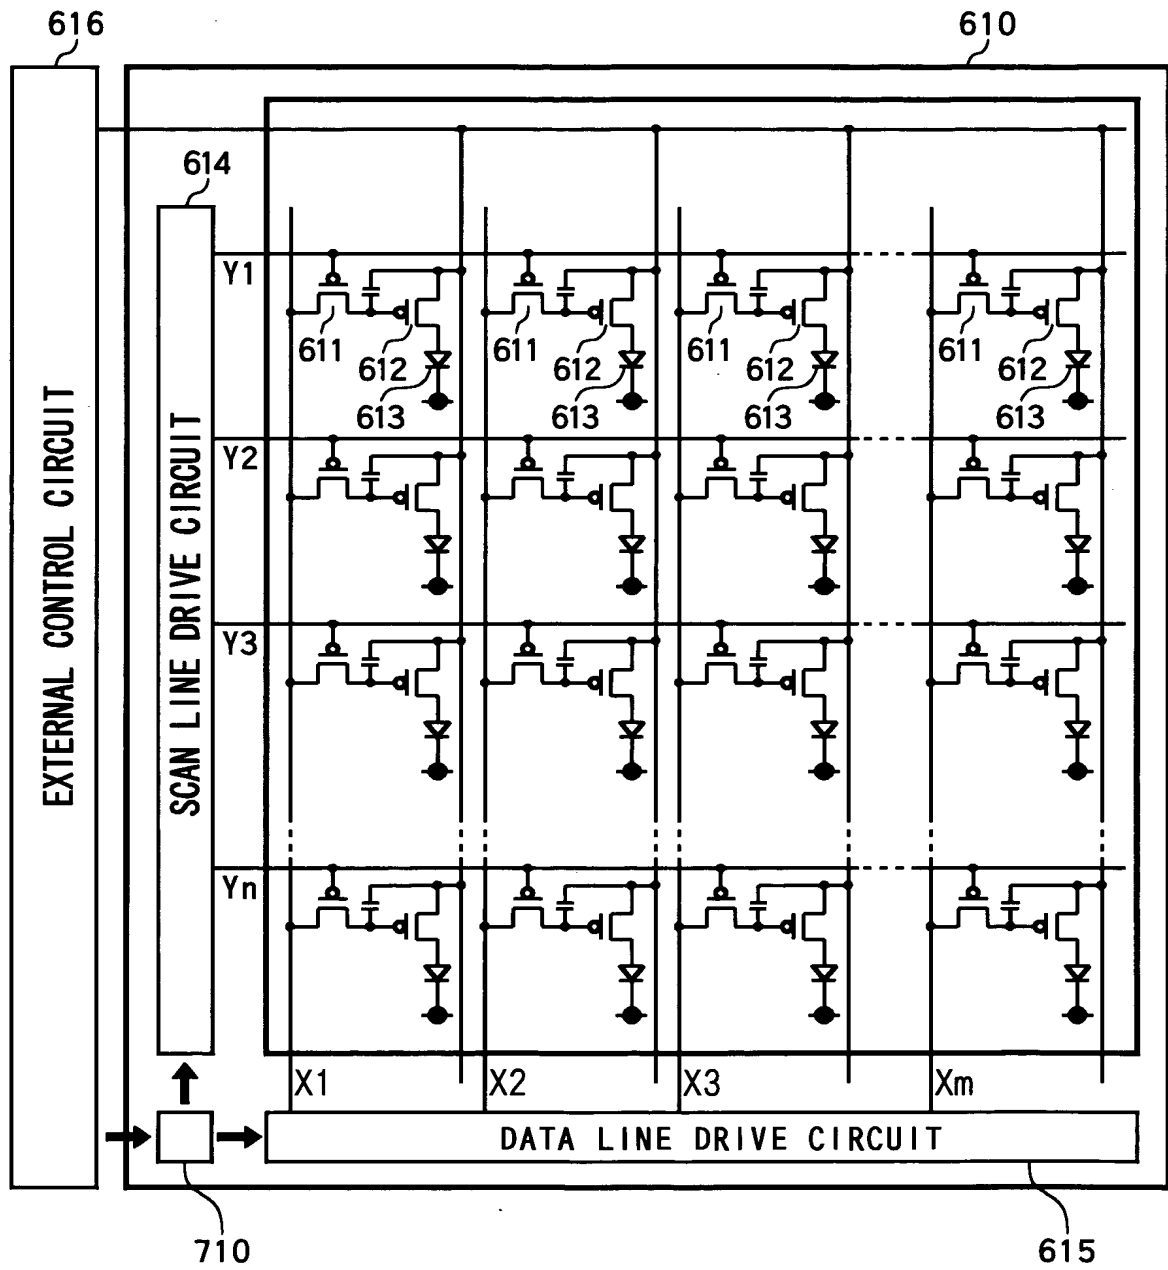 616
610
614
Y1
611
611
611
611
612
612
612
612
613
613
613
613
Y2
Y3
Yn
EXTERNAL CONTROL CIRCUIT
SCAN LINE DRIVE CIRCUIT
X1
X2
X3
Xm
DATA LINE DRIVE CIRCUIT
710
615